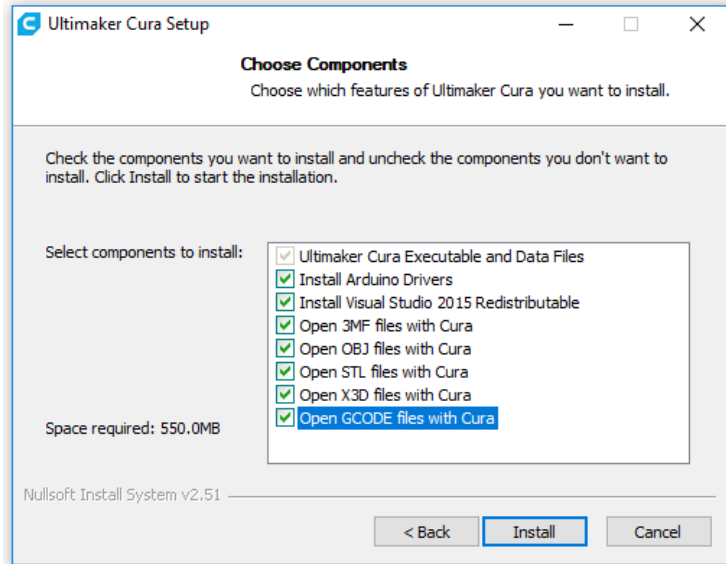 Ultimaker Cura Setup
Choose Components
Choose which features of Ultimaker Cura you want to install.
Check the components you want to install and uncheck the components you don't want to
install. Click Install to start the installation.
Select components to install:
Ultimaker Cura Executable and Data Files
Install Arduino Drivers
Install Visual Studio 2015 Redistributable
Open 3MF files with Cura
Open OBJ files with Cura
Open STL files with Cura
Open X3D files with Cura
Open GCODE files with Cura
Space required: 550.0MB
Nullsoft Install System v2.51
< Back
Install
Cancel